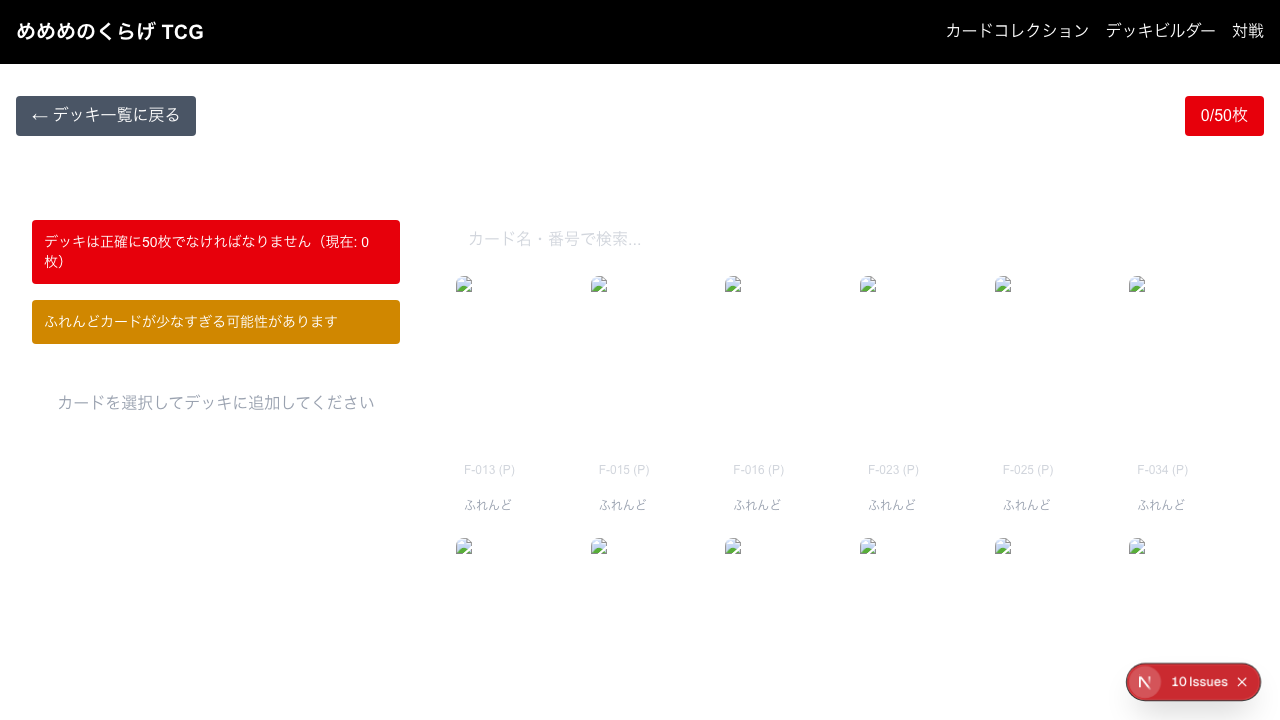 めめめのくらげ TCG
カードコレクション
デッキビルダー
対戦
← デッキ一覧に戻る
0/50枚
デッキは正確に50枚でなければなりません（現在: 0
枚）
ふれんどカードが少なすぎる可能性があります
カードを選択してデッキに追加してください
カード名・番号で検索...
F-013 (P)
F-015 (P)
F-016 (P)
F-023 (P)
F-025 (P)
F-034 (P)
ふれんど
ふれんど
ふれんど
ふれんど
ふれんど
ふれんど
N
10 Issues